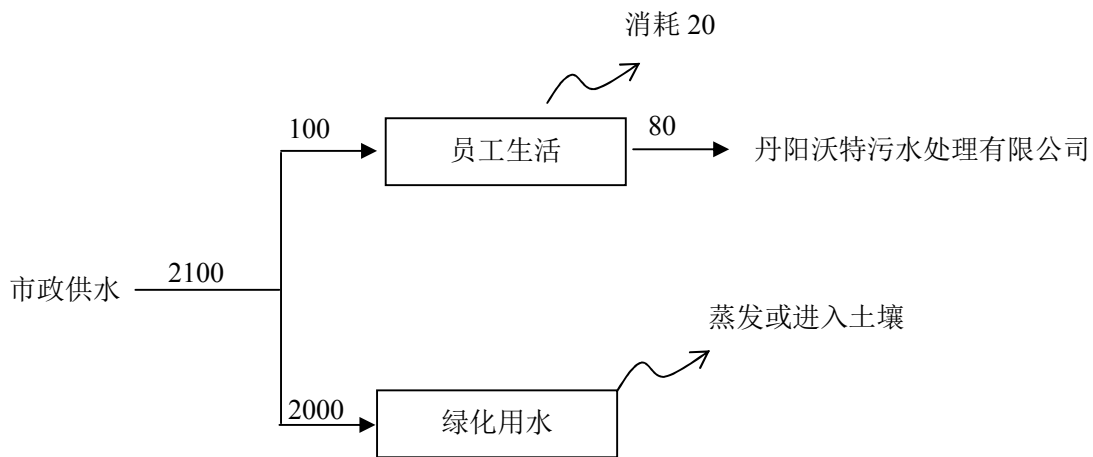 消耗 20
100
员工生活
80
丹阳沃特污水处理有限公司
市政供水
2100
蒸发或进入土壤
2000
绿化用水